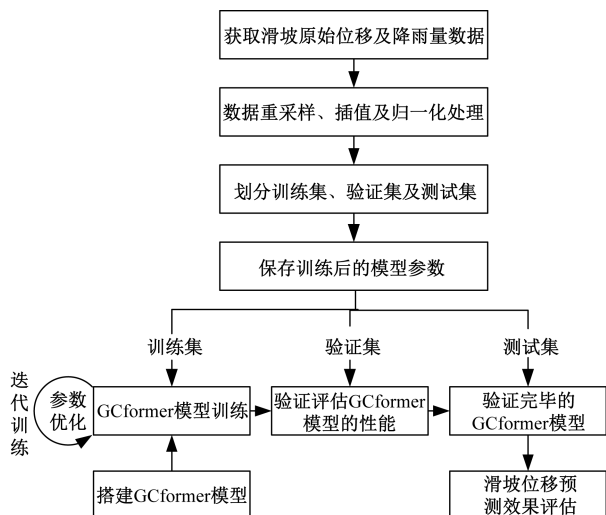 获取滑坡原始位移及降雨量数据
数据重采样、插值及归一化处理
划分训练集、验证集及测试集
保存训练后的模型参数
训练集
验证集
测试集
迭代训练
参数
优化
GCformer模型训练
验证评估GCformer
模型的性能
验证完毕的
GCformer模型
搭建GCformer模型
滑坡位移预
测效果评估